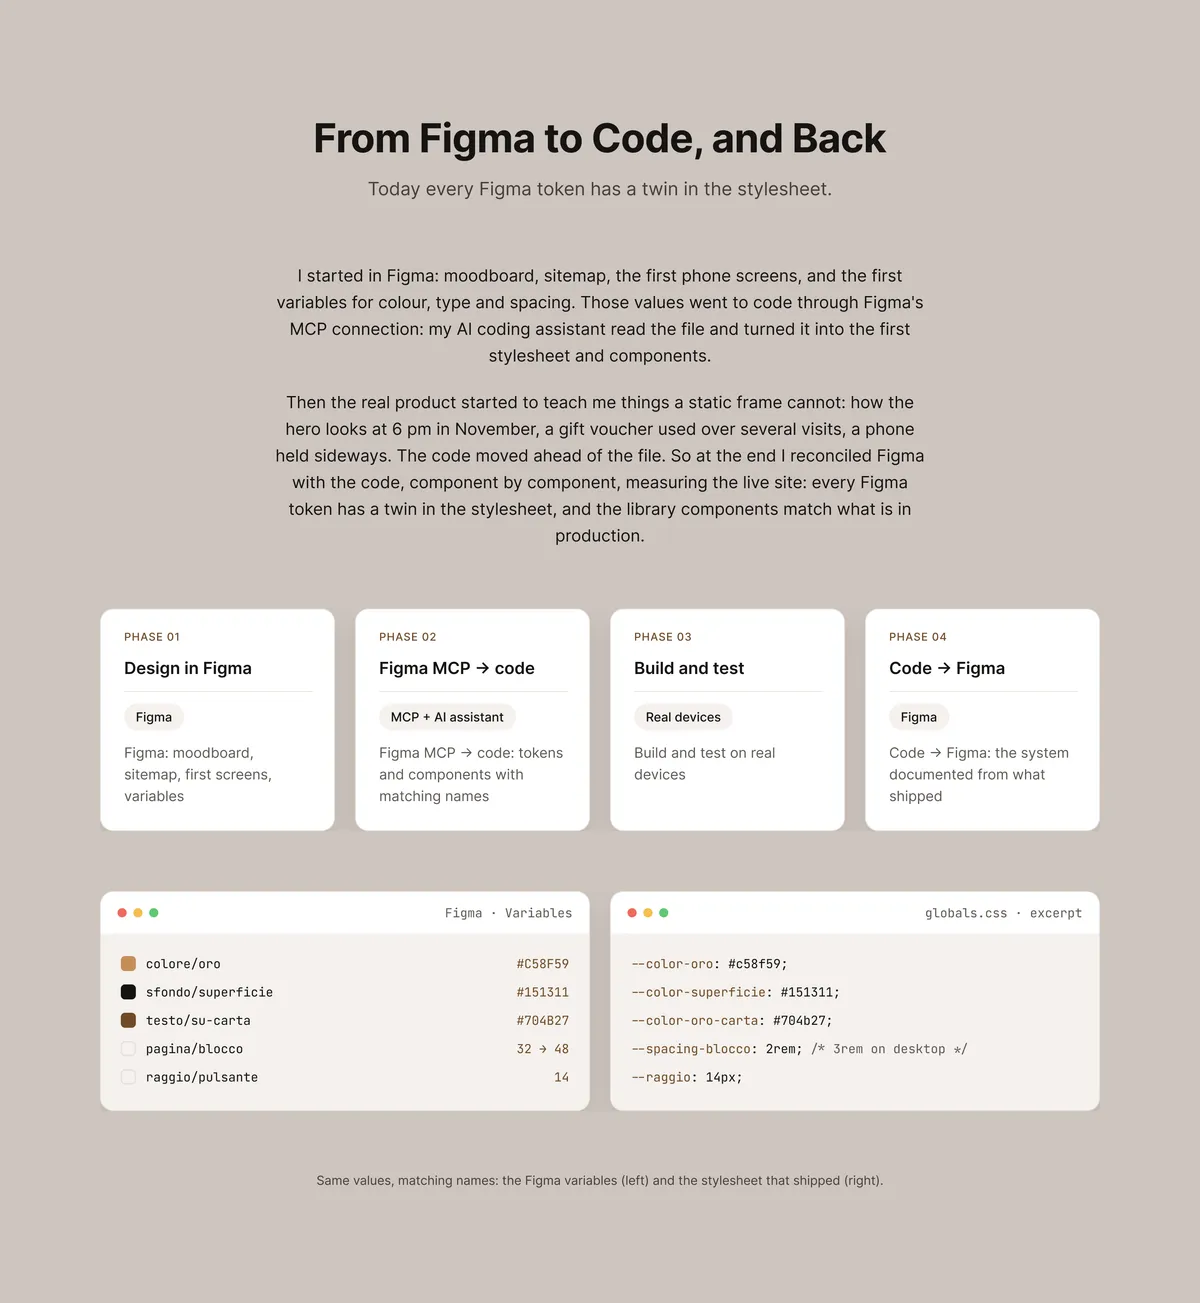 From Figma to Code, and Back
Today every Figma token has a twin in the stylesheet.
I started in Figma: moodboard, sitemap, the first phone screens, and the first
variables for colour, type and spacing. Those values went to code through Figma's
MCP connection: my AI coding assistant read the file and turned it into the first
stylesheet and components.
Then the real product started to teach me things a static frame cannot: how the
hero looks at 6 pm in November, a gift voucher used over several visits, a phone
held sideways. The code moved ahead of the file. So at the end I reconciled Figma
with the code, component by component, measuring the live site: every Figma
token has a twin in the stylesheet, and the library components match what is in
production.
PHASE 01
Design in Figma
Figma
Figma: moodboard,
sitemap, first screens,
variables
PHASE 02
Figma MCP → code
MCP + AI assistant
Figma MCP → code: tokens
and components with
matching names
PHASE 03
Build and test
Real devices
Build and test on real
devices
PHASE 04
Code → Figma
Figma
Code → Figma: the system
documented from what
shipped
Figma · Variables
colore/oro #C58F59
sfondo/superficie #151311
testo/su-carta #704B27
pagina/blocco 32 → 48
raggio/pulsante 14
globals.css · excerpt
--color-oro: #c58f59;
--color-superficie: #151311;
--color-oro-carta: #704b27;
--spacing-blocco: 2rem; /* 3rem on desktop */
--raggio: 14px;
Same values, matching names: the Figma variables (left) and the stylesheet that shipped (right).